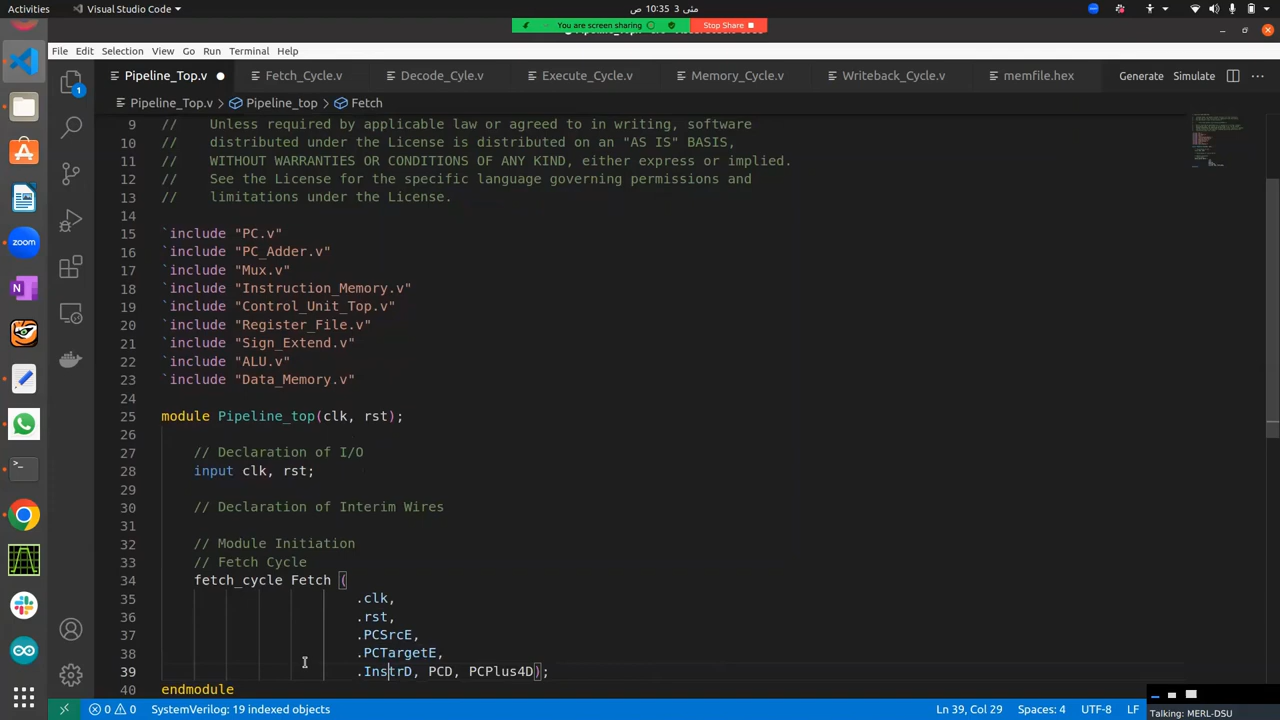 Activities
Visual Studio Code
مئی 3 10:35 ص
You are screen sharing
Stop Share
File Edit Selection View Go Run Terminal Help
Pipeline_Top.v
Fetch_Cycle.v
Decode_Cyle.v
Execute_Cycle.v
Memory_Cycle.v
Writeback_Cycle.v
memfile.hex
Generate
Simulate
Pipeline_Top.v > Pipeline_top > Fetch
9 // Unless required by applicable law or agreed to in writing, software
10 // distributed under the License is distributed on an "AS IS" BASIS,
11 // WITHOUT WARRANTIES OR CONDITIONS OF ANY KIND, either express or implied.
12 // See the License for the specific language governing permissions and
13 // limitations under the License.
14
15 `include "PC.v"
16 `include "PC_Adder.v"
17 `include "Mux.v"
18 `include "Instruction_Memory.v"
19 `include "Control_Unit_Top.v"
20 `include "Register_File.v"
21 `include "Sign_Extend.v"
22 `include "ALU.v"
23 `include "Data_Memory.v"
24
25 module Pipeline_top(clk, rst);
26
27 // Declaration of I/O
28 input clk, rst;
29
30 // Declaration of Interim Wires
31
32 // Module Initiation
33 // Fetch Cycle
34 fetch_cycle Fetch (
35 .clk,
36 .rst,
37 .PCSrcE,
38 .PCTargetE,
39 .InstrD, PCD, PCPlus4D);
40 endmodule
1
zoom
0 0 SystemVerilog: 19 indexed objects
Ln 39, Col 29
Spaces: 4
UTF-8
LF
Talking: MERL-DSU